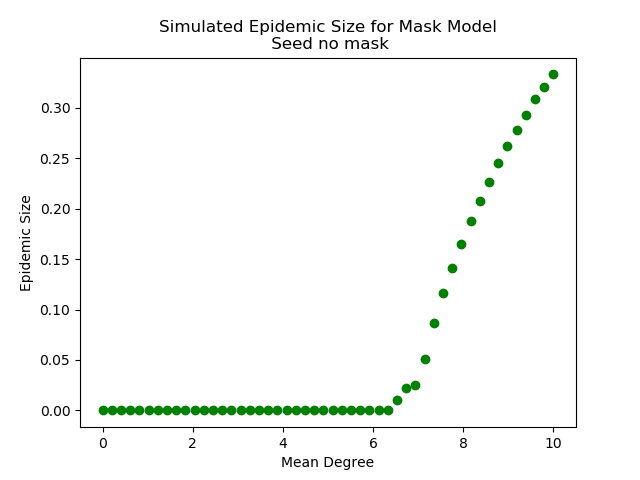 Simulated Epidemic Size for Mask Model
Seed no mask
Epidemic Size
0.30
0.25
0.20
0.15
0.10
0.05
0.00
0 2 4 6 8 10
Mean Degree